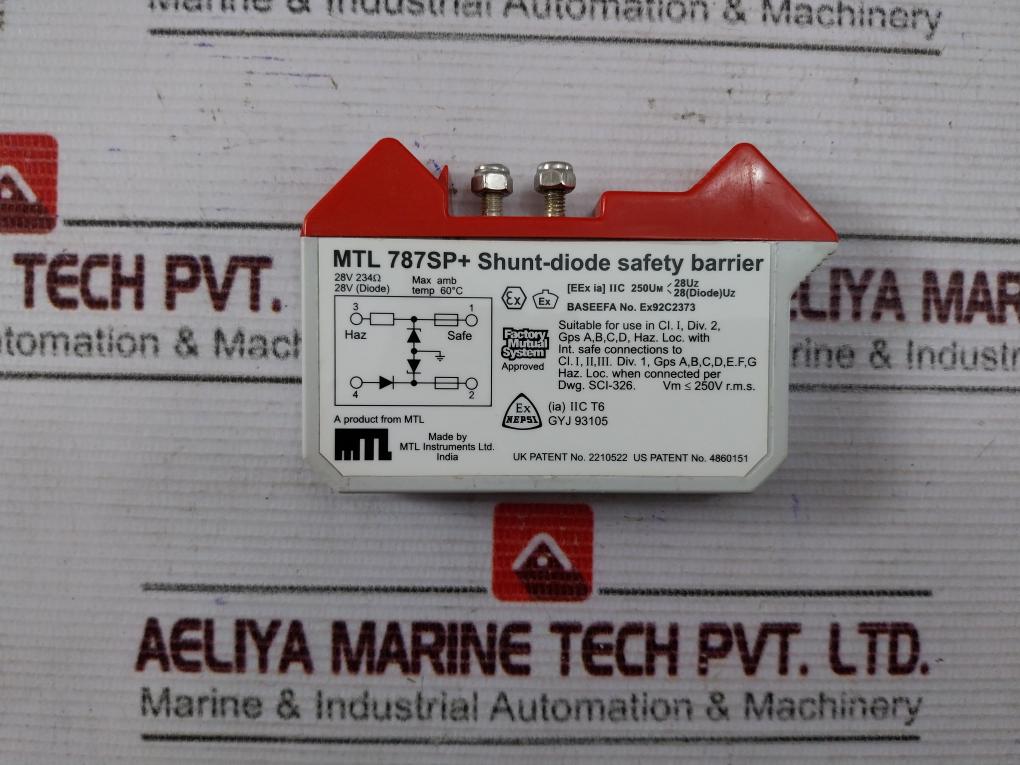 Marine & Industrial Automation & Machinery
TECH PVT.
AELIYA MAR
tomation & Mach
rine & Industr
MTL 787SP+ Shunt-diode safety barrier
28V 234Ω
28V (Diode)
Max amb
temp 60°C
3
1
Haz
Safe
4
2
Ex
Ex
[EEx ia] IIC 250UM < 28Uz
28(Diode)Uz
BASEEFA No. Ex92C2373
Factory
Mutual
System
Approved
Suitable for use in Cl. I, Div. 2,
Gps A,B,C,D, Haz. Loc. with
Int. safe connections to
Cl. I,II,III. Div. 1, Gps A,B,C,D,E,F,G
Haz. Loc. when connected per
Dwg. SCI-326. Vm ≤ 250V r.m.s.
Ex
NEPSI
(ia) IIC T6
GYJ 93105
A product from MTL
MTL
Made by
MTL Instruments Ltd.
India
UK PATENT No. 2210522 US PATENT No. 4860151
AELIYA MARINE TECH PVT. LTD.
Marine & Industrial Automation & Machinery